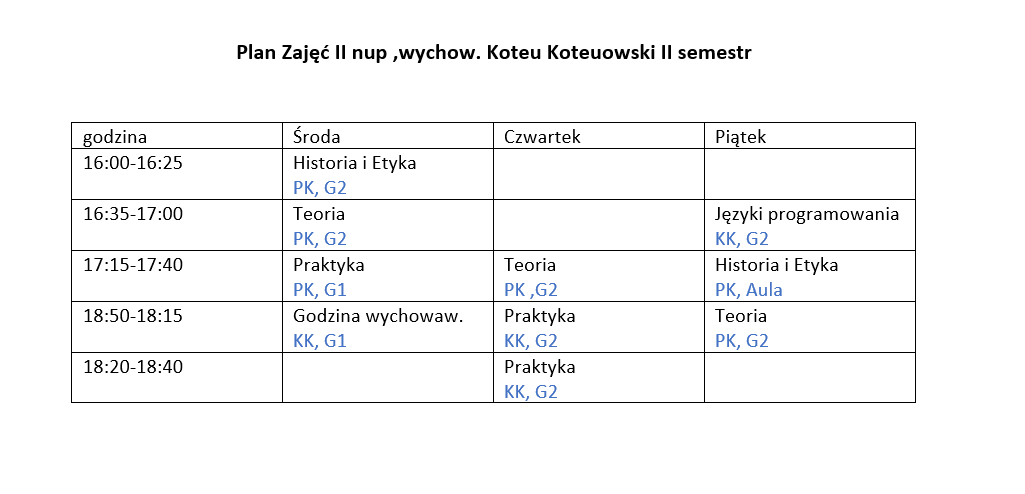 Plan Zajęć II nup ,wychow. Koteu Koteuowski II semestr
godzina Środa Czwartek Piątek
16:00-16:25 Historia i Etyka
PK, G2
16:35-17:00 Teoria Języki programowania
PK, G2 KK, G2
17:15-17:40 Praktyka Teoria Historia i Etyka
PK, G1 PK ,G2 PK, Aula
18:50-18:15 Godzina wychowaw. Praktyka Teoria
KK, G1 KK, G2 PK, G2
18:20-18:40 Praktyka
KK, G2